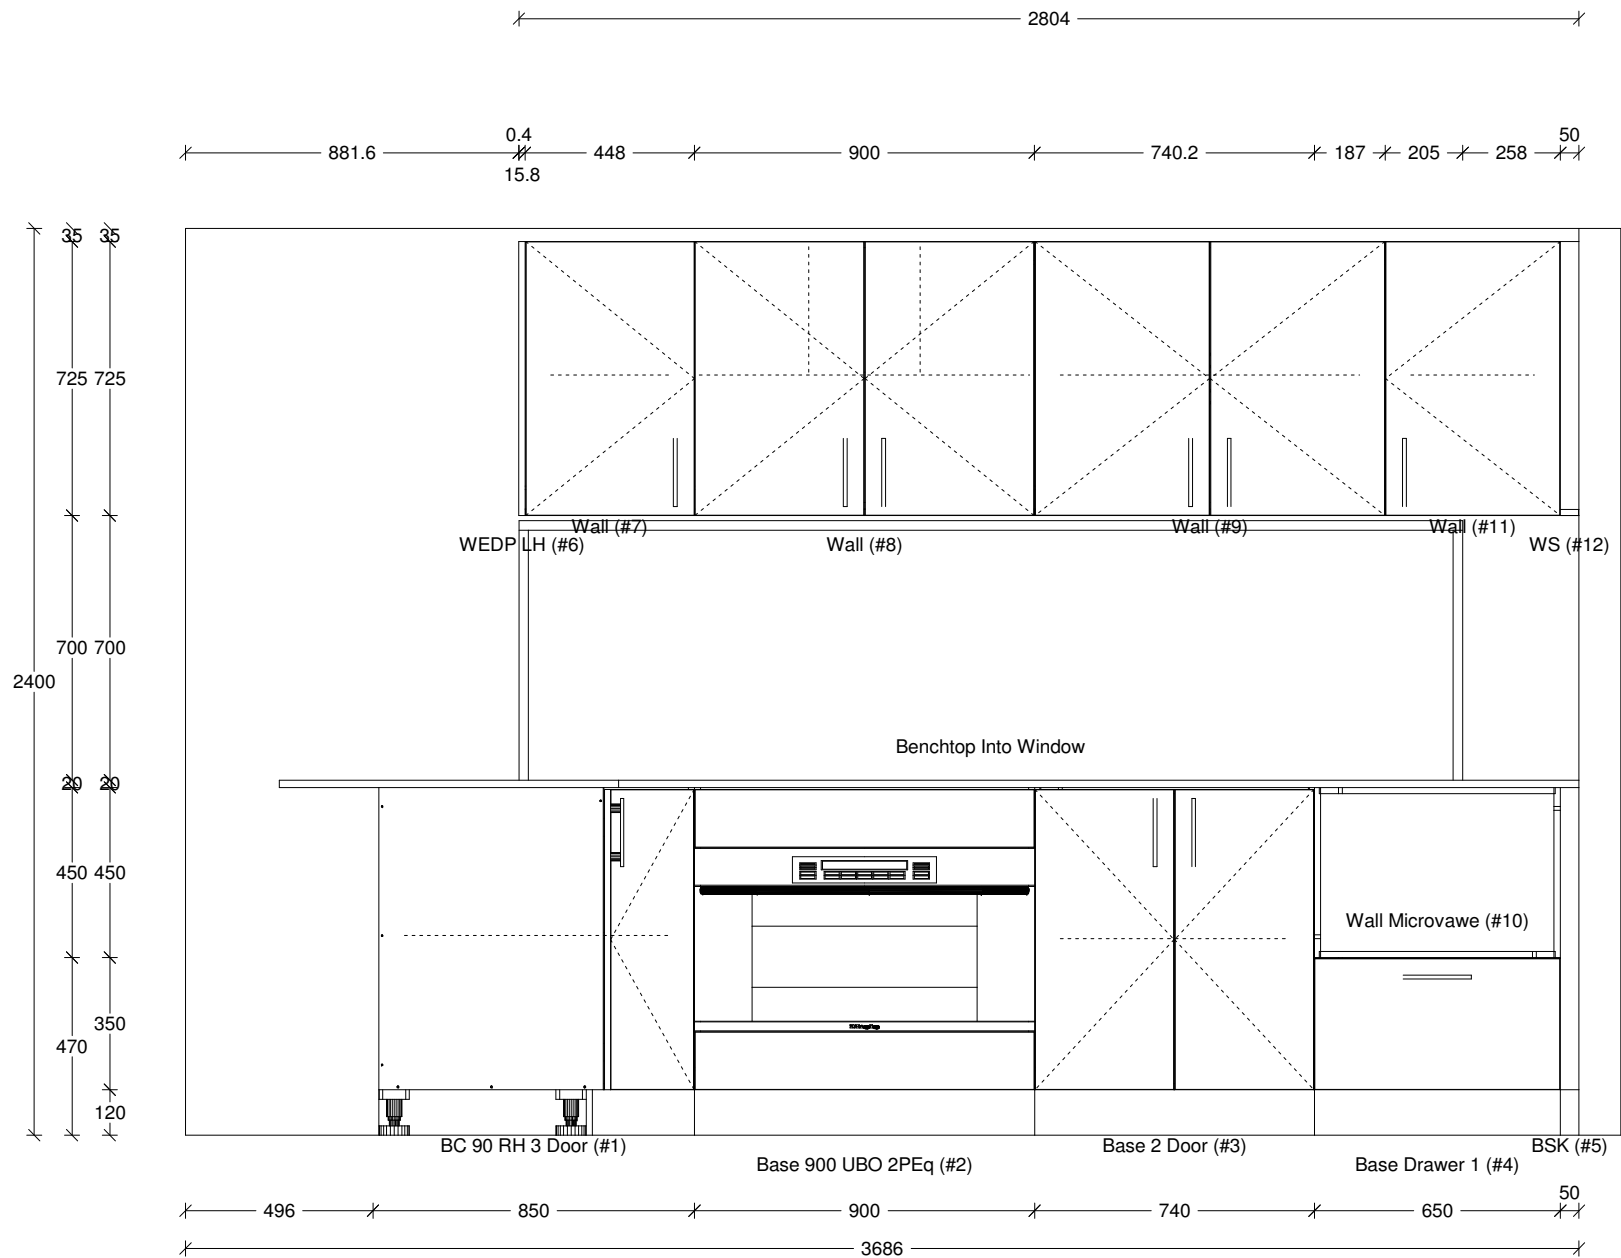 2804
0.4
50
881.6
448
900
740.2
187
205
258
15.8
35
35
725
725
Wall (#7)
Wall (#9)
Wall (#11)
WEDP LH (#6)
Wall (#8)
WS (#12)
700
700
2400
Benchtop Into Window
20
20
450
450
Wall Microvawe (#10)
350
470
120
BC 90 RH 3 Door (#1)
Base 2 Door (#3)
BSK (#5)
Base 900 UBO 2PEq (#2)
Base Drawer 1 (#4)
50
496
850
900
740
650
3686